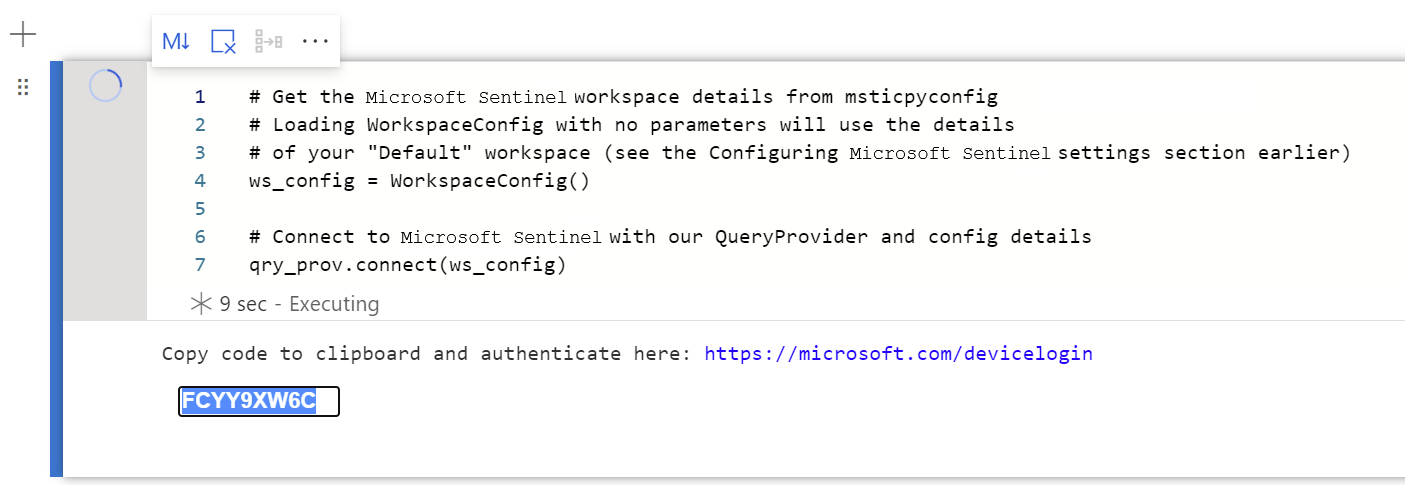 M↓
1 # Get the Microsoft Sentinel workspace details from msticpyconfig
2 # Loading WorkspaceConfig with no parameters will use the details
3 # of your "Default" workspace (see the Configuring Microsoft Sentinel settings section earlier)
4 ws_config = WorkspaceConfig()
5
6 # Connect to Microsoft Sentinel with our QueryProvider and config details
7 qry_prov.connect(ws_config)
9 sec - Executing
Copy code to clipboard and authenticate here: https://microsoft.com/devicelogin
FCYY9XW6C